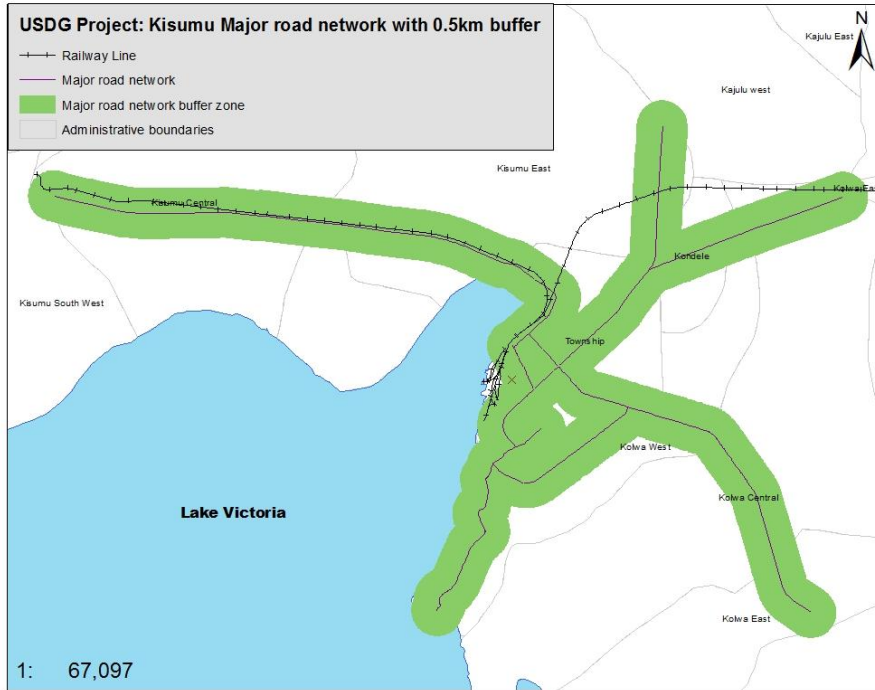 USDG Project: Kisumu Major road network with 0.5km buffer
Railway Line
Major road network
Major road network buffer zone
Administrative boundaries
N
Kajulu East
Kajulu west
Kisumu East
Kolwa East
Kisumu Central
Kondele
Kisumu South West
Township
Kolwa West
Kolwa Central
Lake Victoria
Kolwa East
1: 67,097